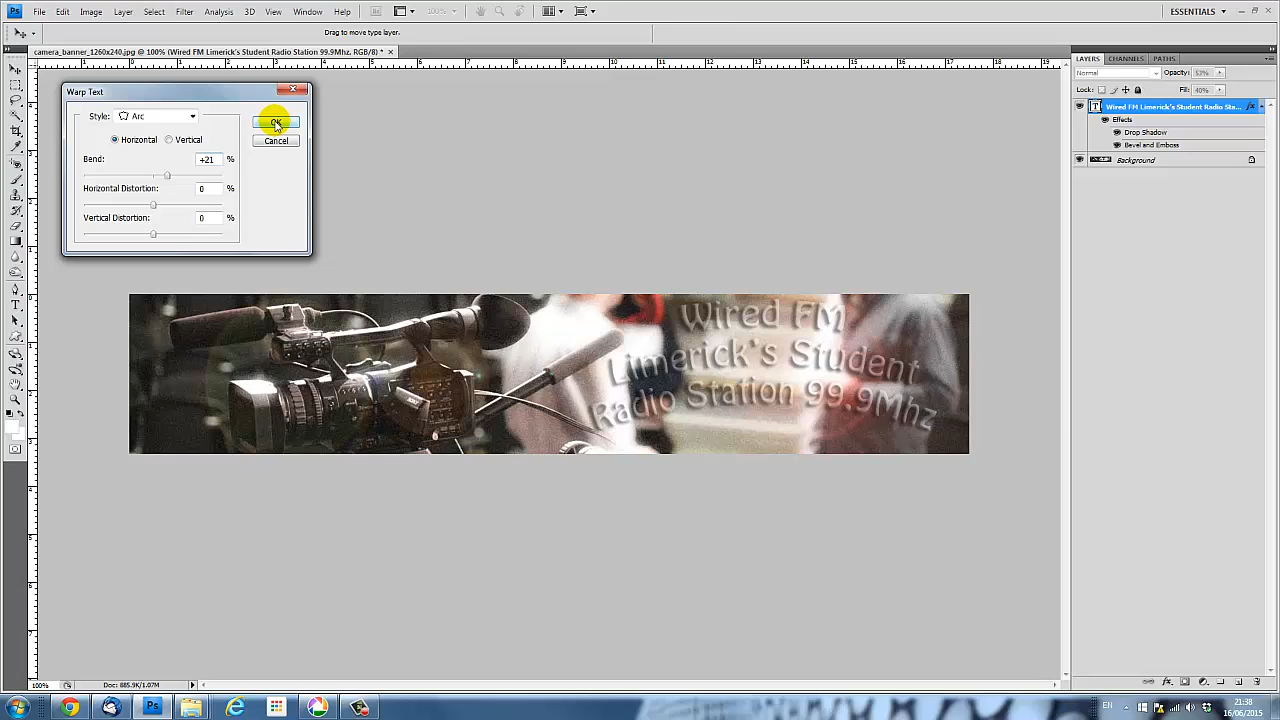 Ps File Edit Image Layer Select Filter Analysis 3D View Window Help 100% ESSENTIALS
Drag to move type layer.
camera_banner_1260x240.jpg @ 100% (Wired FM Limerick's Student Radio Station 99.9Mhz, RGB/8) *
LAYERS CHANNELS PATHS
Normal Opacity: 53%
Lock: Fill: 40%
T Wired FM Limerick's Student Radio Sta... fx
Effects
Drop Shadow
Bevel and Emboss
Background
Warp Text
Style: Arc
OK
Horizontal Vertical
Cancel
Bend: +21 %
Horizontal Distortion: 0 %
Vertical Distortion: 0 %
Wired FM
Limerick's Student
Radio Station 99.9Mhz
100% Doc: 885.9K/1.07M
EN 21:38
16/06/2015